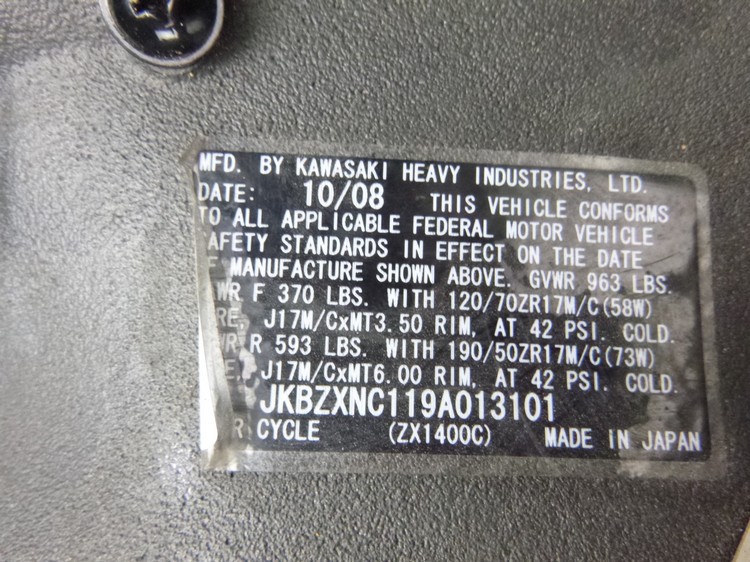 MFD. BY KAWASAKI HEAVY INDUSTRIES, LTD.
DATE: 10/08 THIS VEHICLE CONFORMS
TO ALL APPLICABLE FEDERAL MOTOR VEHICLE
AFETY STANDARDS IN EFFECT ON THE DATE
F MANUFACTURE SHOWN ABOVE. GVWR 963 LBS.
AWR F 370 LBS. WITH 120/70ZR17M/C(58W)
RE, J17M/CxMT3.50 RIM, AT 42 PSI. COLD.
WR R 593 LBS. WITH 190/50ZR17M/C(73W)
E, J17M/CxMT6.00 RIM, AT 42 PSI. COLD.
JKBZXNC119A013101
R CYCLE (ZX1400C) MADE IN JAPAN